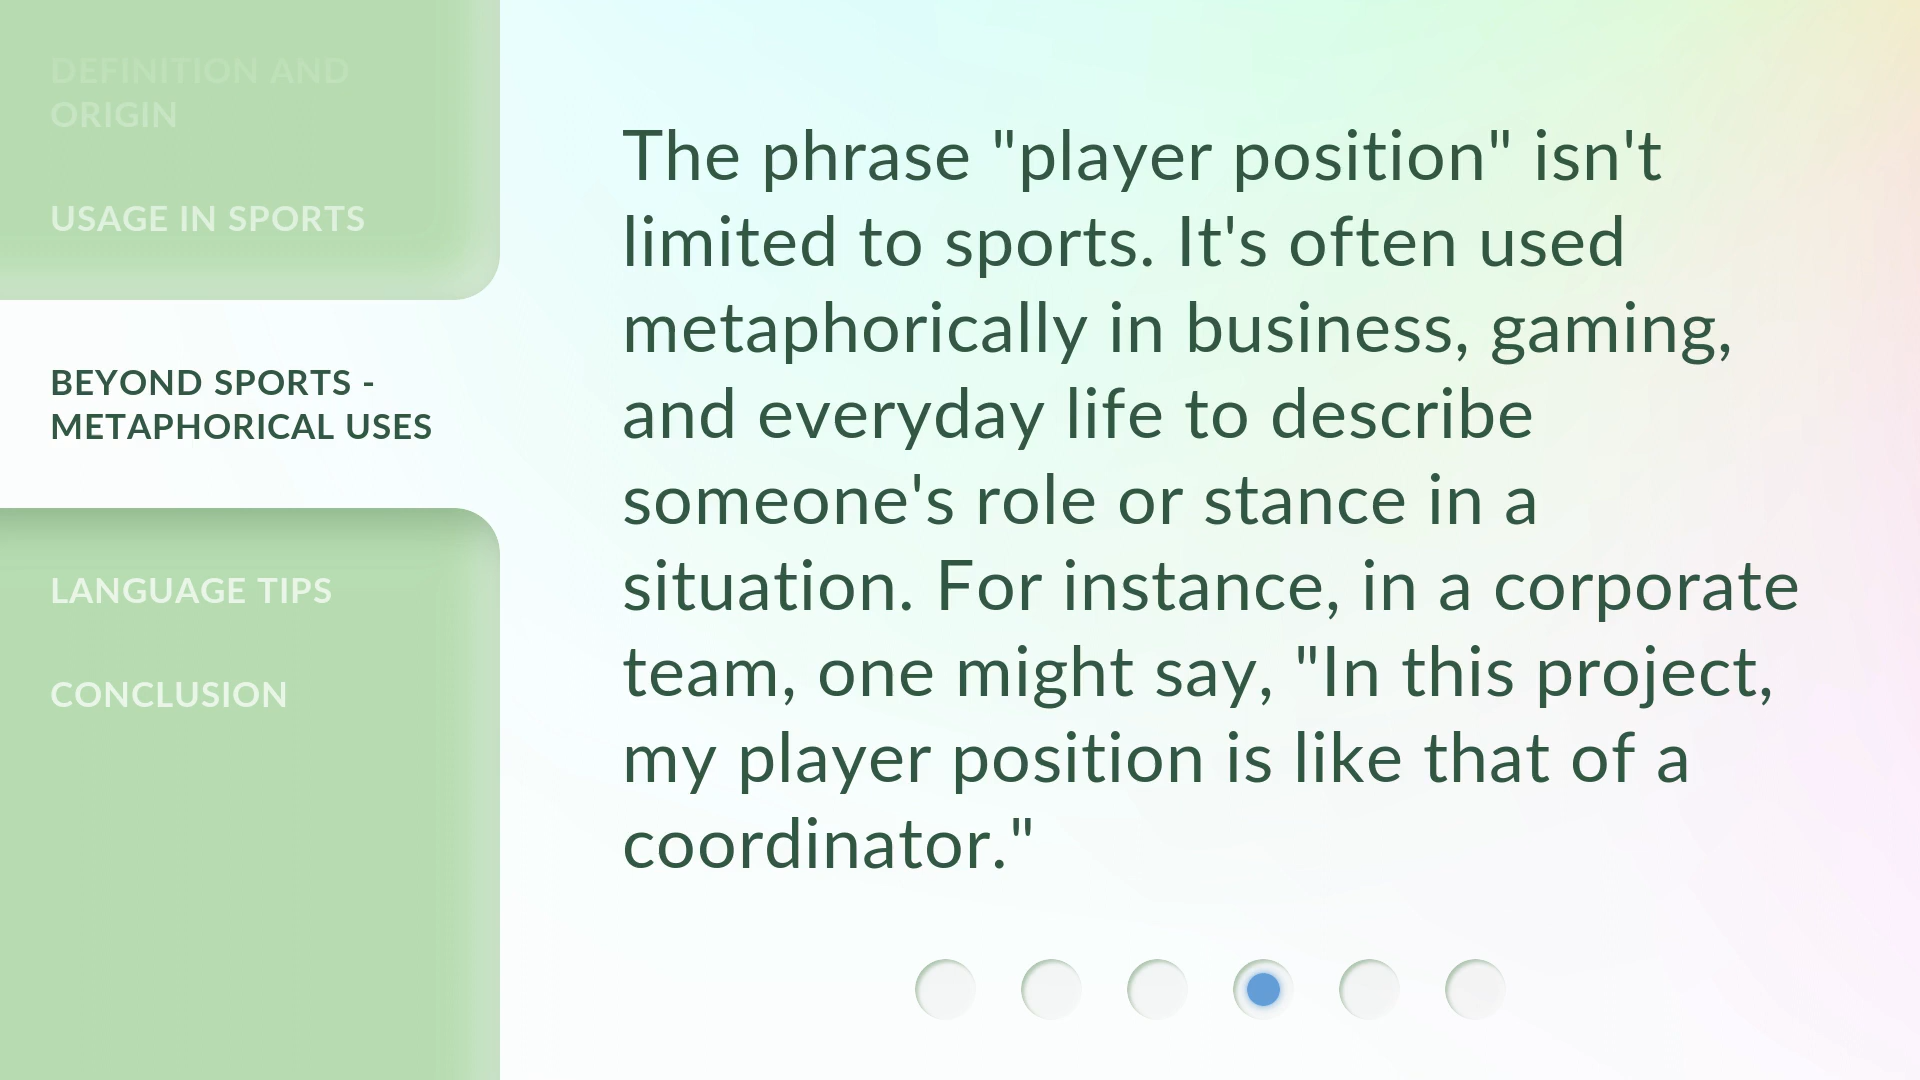 DEFINITION AND
ORIGIN
USAGE IN SPORTS
BEYOND SPORTS -
METAPHORICAL USES
LANGUAGE TIPS
CONCLUSION
The phrase "player position" isn't
limited to sports. It's often used
metaphorically in business, gaming,
and everyday life to describe
someone's role or stance in a
situation. For instance, in a corporate
team, one might say, "In this project,
my player position is like that of a
coordinator."